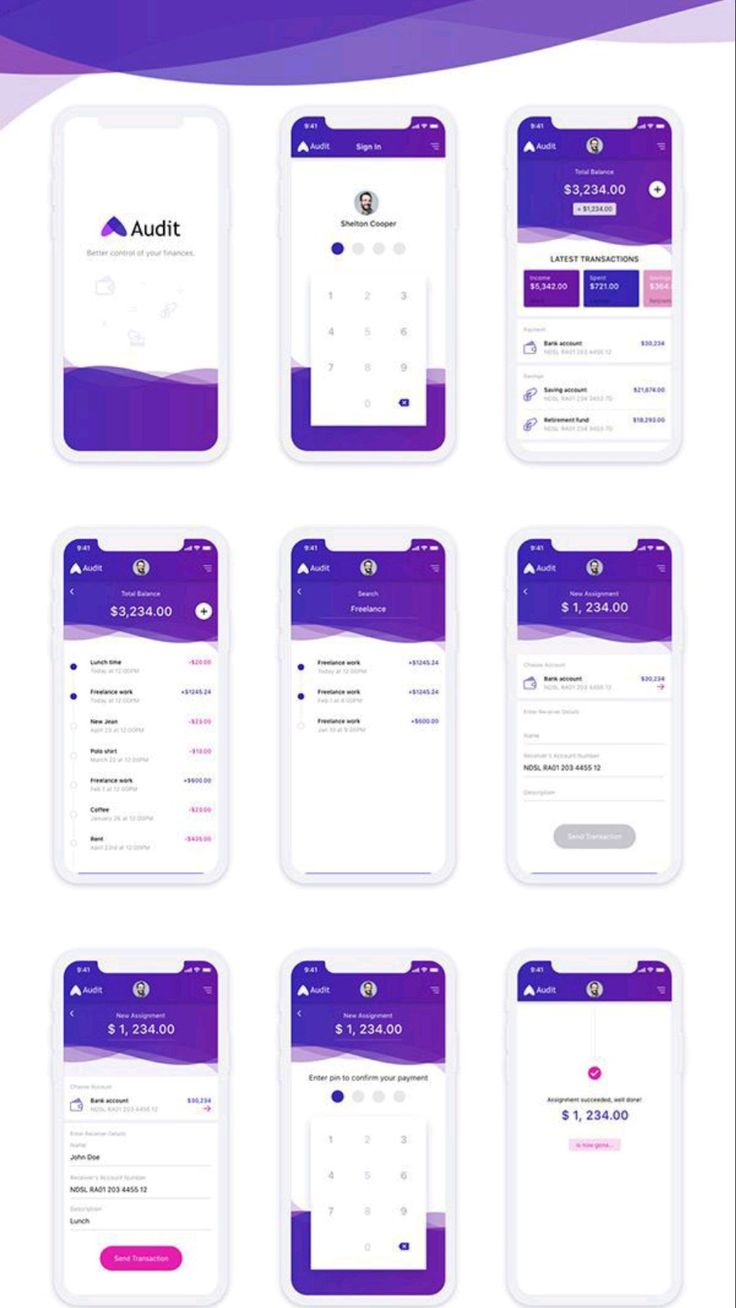 Audit
Better control of your finances.
9:41
Audit
Sign In
Shelton Cooper
1 2 3
4 5 6
7 8 9
0
9:41
Audit
Total Balance
$3,234.00
+ $1,234.00
LATEST TRANSACTIONS
Income
$5,342.00
Spent
$721.00
Savings
$364.
Retirem
Payment
Bank account
$30,234
NDSL RA01 203 4455 12
Savings
Saving account
$21,674.00
Retirement fund
$18,293.00
9:41
Audit
Total Balance
$3,234.00
Lunch time
-$20.00
Today at 12:00PM
Freelance work
+$1245.24
Today at 12:00PM
New Jean
-$23.00
April 23 at 12:00PM
Polo shirt
-$18.00
March 22 at 12:00PM
Freelance work
+$600.00
Feb 1 at 12:00PM
Coffee
-$20.00
January 26 at 12:00PM
Rent
-$435.00
April 23rd at 12:00PM
9:41
Audit
Search
Freelance
Freelance work
+$1245.24
Today at 12:00PM
Freelance work
+$1245.24
Feb 1 at 6:00PM
Freelance work
+$600.00
Jan 10 at 9:00PM
9:41
Audit
New Assignment
$ 1, 234.00
Choose Account
Bank account
$30,234
NDSL RA01 203 4455 12
Enter Receiver Details
Name
Receiver's Account Number
NDSL RA01 203 4455 12
Description
Send Transaction
9:41
Audit
New Assignment
$ 1, 234.00
Choose Account
Bank account
$30,234
NDSL RA01 203 4455 12
Enter Receiver Details
Name
John Doe
Receiver's Account Number
NDSL RA01 203 4455 12
Description
Lunch
Send Transaction
9:41
Audit
New Assignment
$ 1, 234.00
Enter pin to confirm your payment
1 2 3
4 5 6
7 8 9
0
9:41
Audit
Assignment succeeded, well done!
$ 1, 234.00
is now gone...